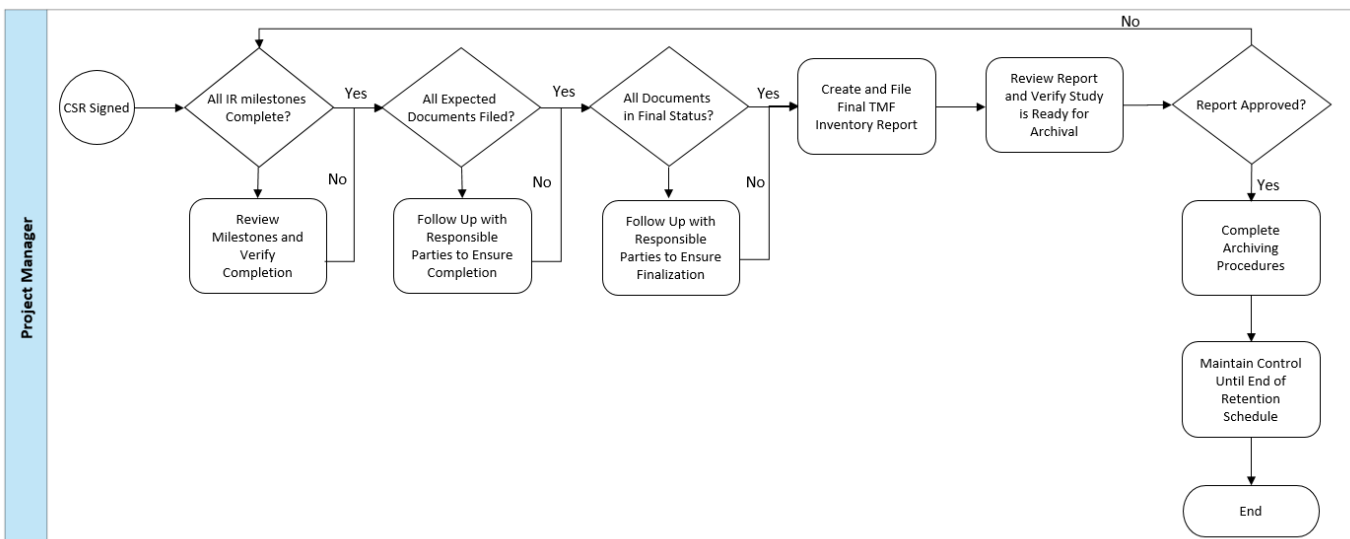 Project Manager
CSR Signed
All IR milestones
Complete?
Yes
No
Review
Milestones and
Verify
Completion
All Expected
Documents Filed?
Yes
No
Follow Up with
Responsible
Parties to Ensure
Completion
All Documents
in Final Status?
Yes
No
Follow Up with
Responsible
Parties to Ensure
Finalization
Create and File
Final TMF
Inventory Report
Review Report
and Verify Study
is Ready for
Archival
Report Approved?
No
Yes
Complete
Archiving
Procedures
Maintain Control
Until End of
Retention
Schedule
End